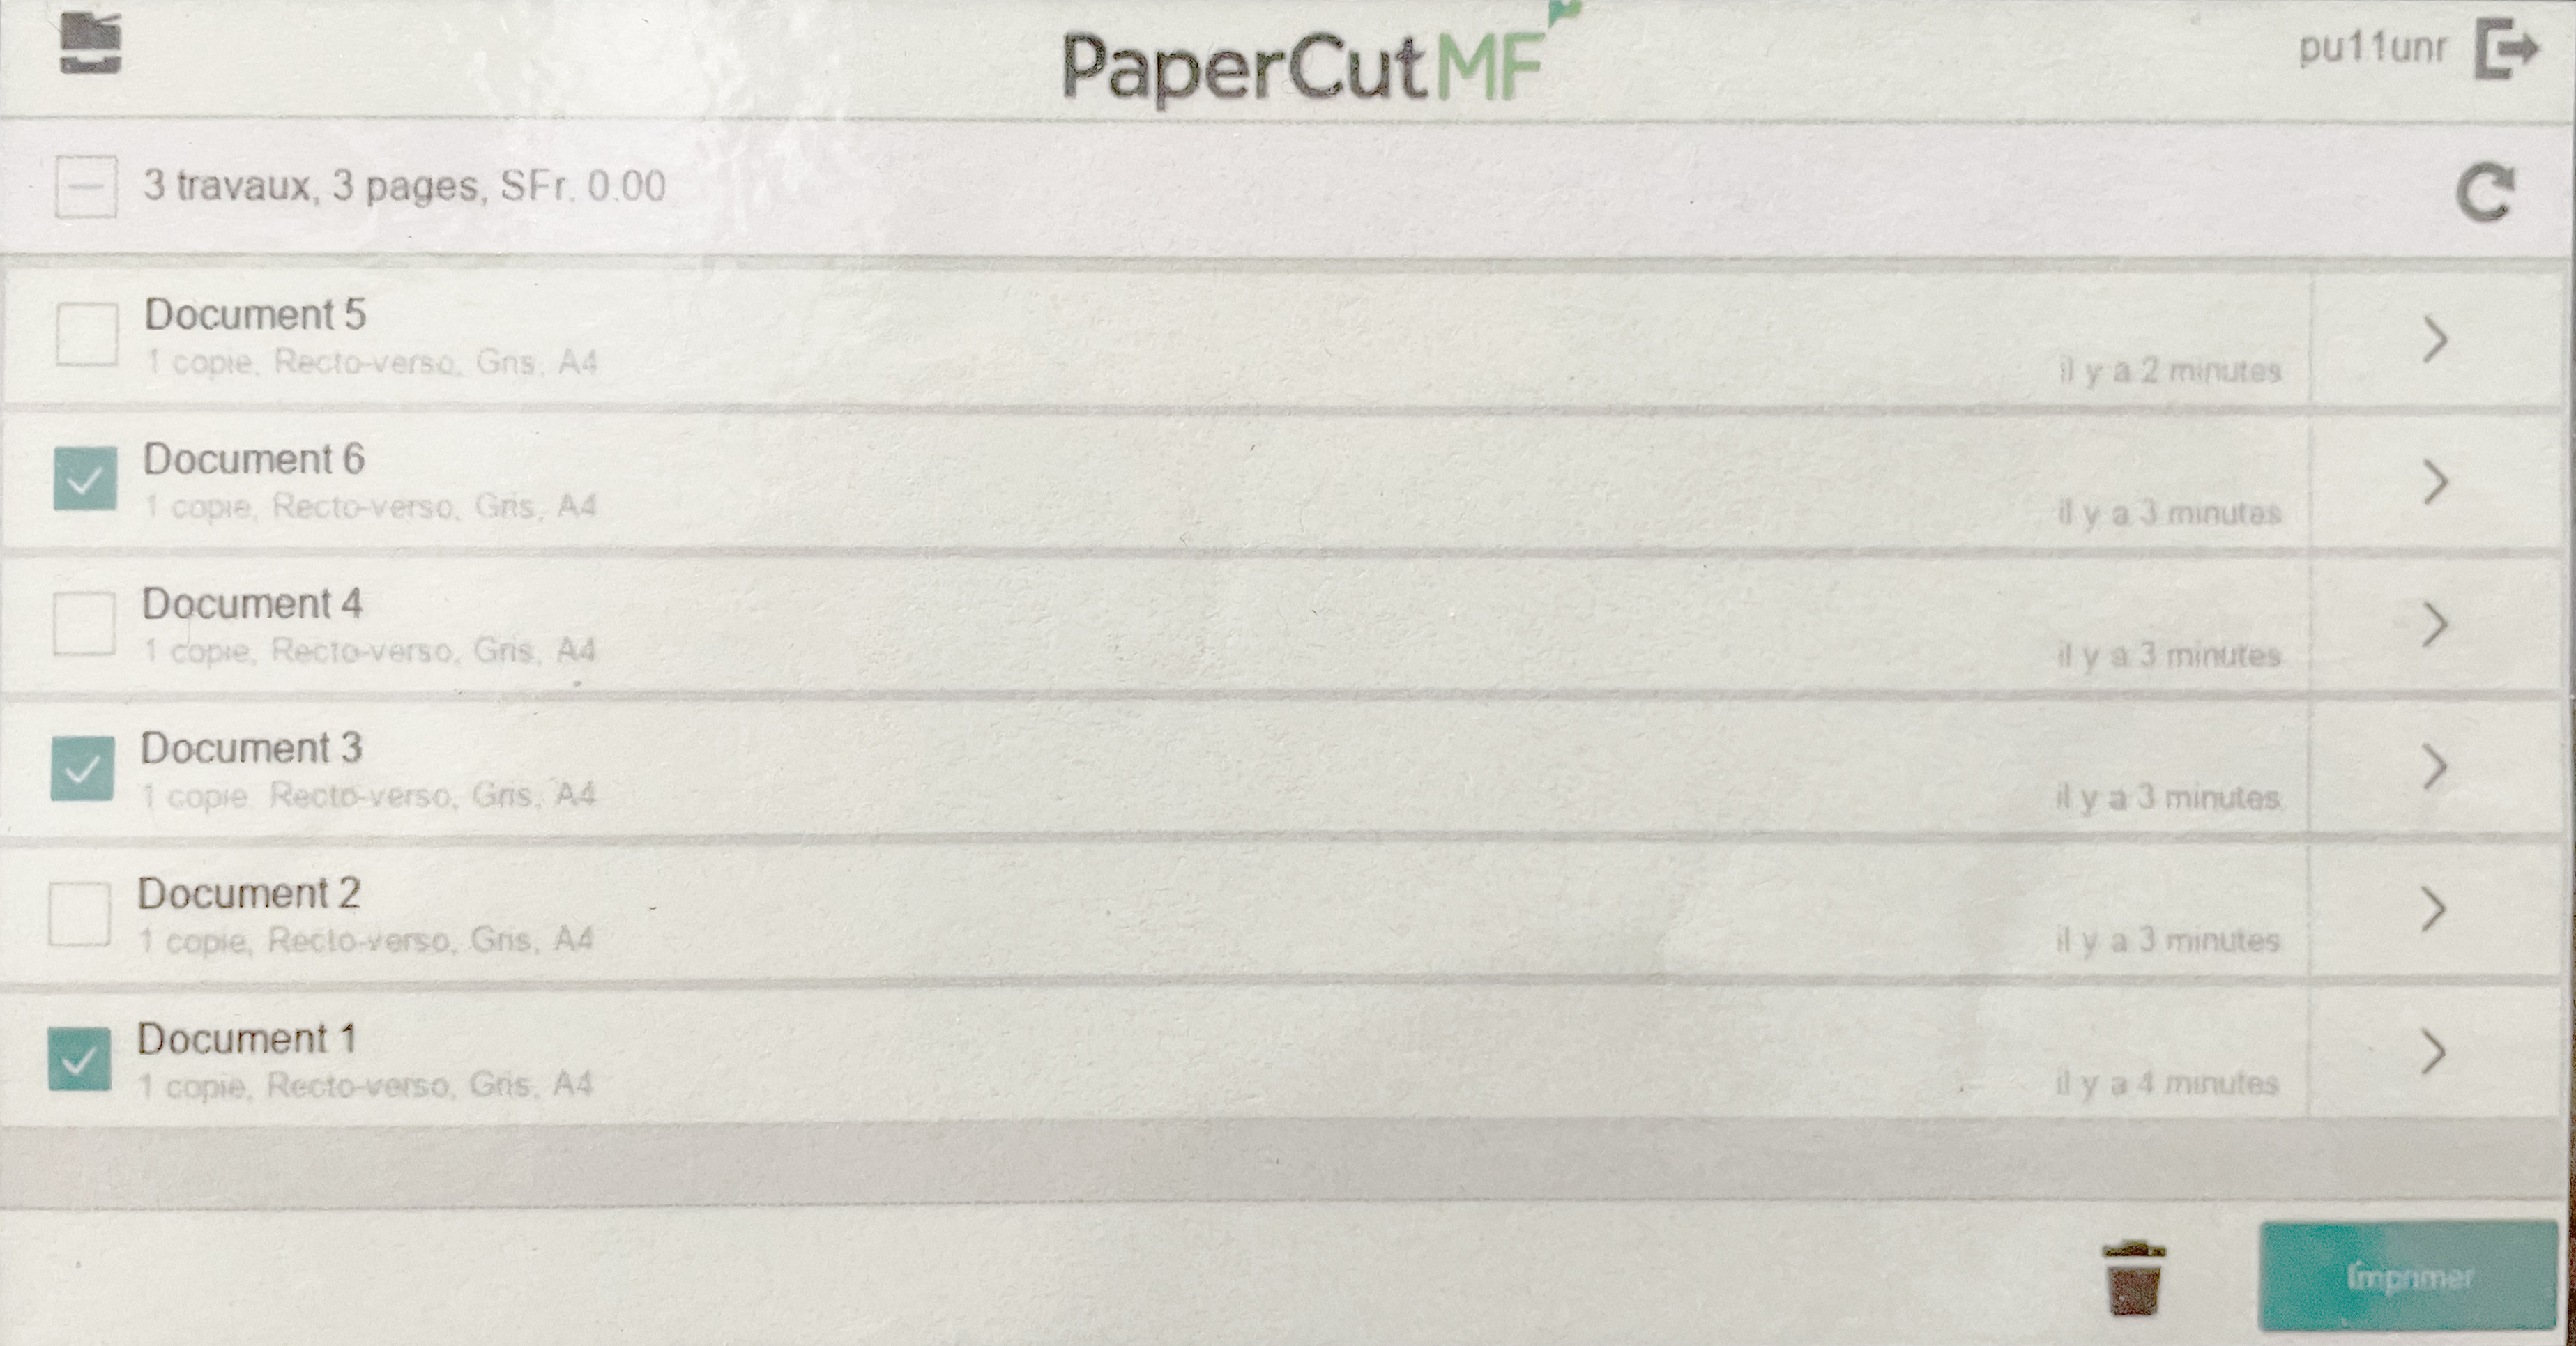 PaperCut MF
pu11unr
3 travaux, 3 pages, SFr. 0.00
Document 5
1 copie, Recto-verso, Gris, A4
il y a 2 minutes
Document 6
1 copie, Recto-verso, Gris, A4
il y a 3 minutes
Document 4
1 copie, Recto-verso, Gris, A4
il y a 3 minutes
Document 3
1 copie, Recto-verso, Gris, A4
il y a 3 minutes
Document 2
1 copie, Recto-verso, Gris, A4
il y a 3 minutes
Document 1
1 copie, Recto-verso, Gris, A4
il y a 4 minutes
Imprimer